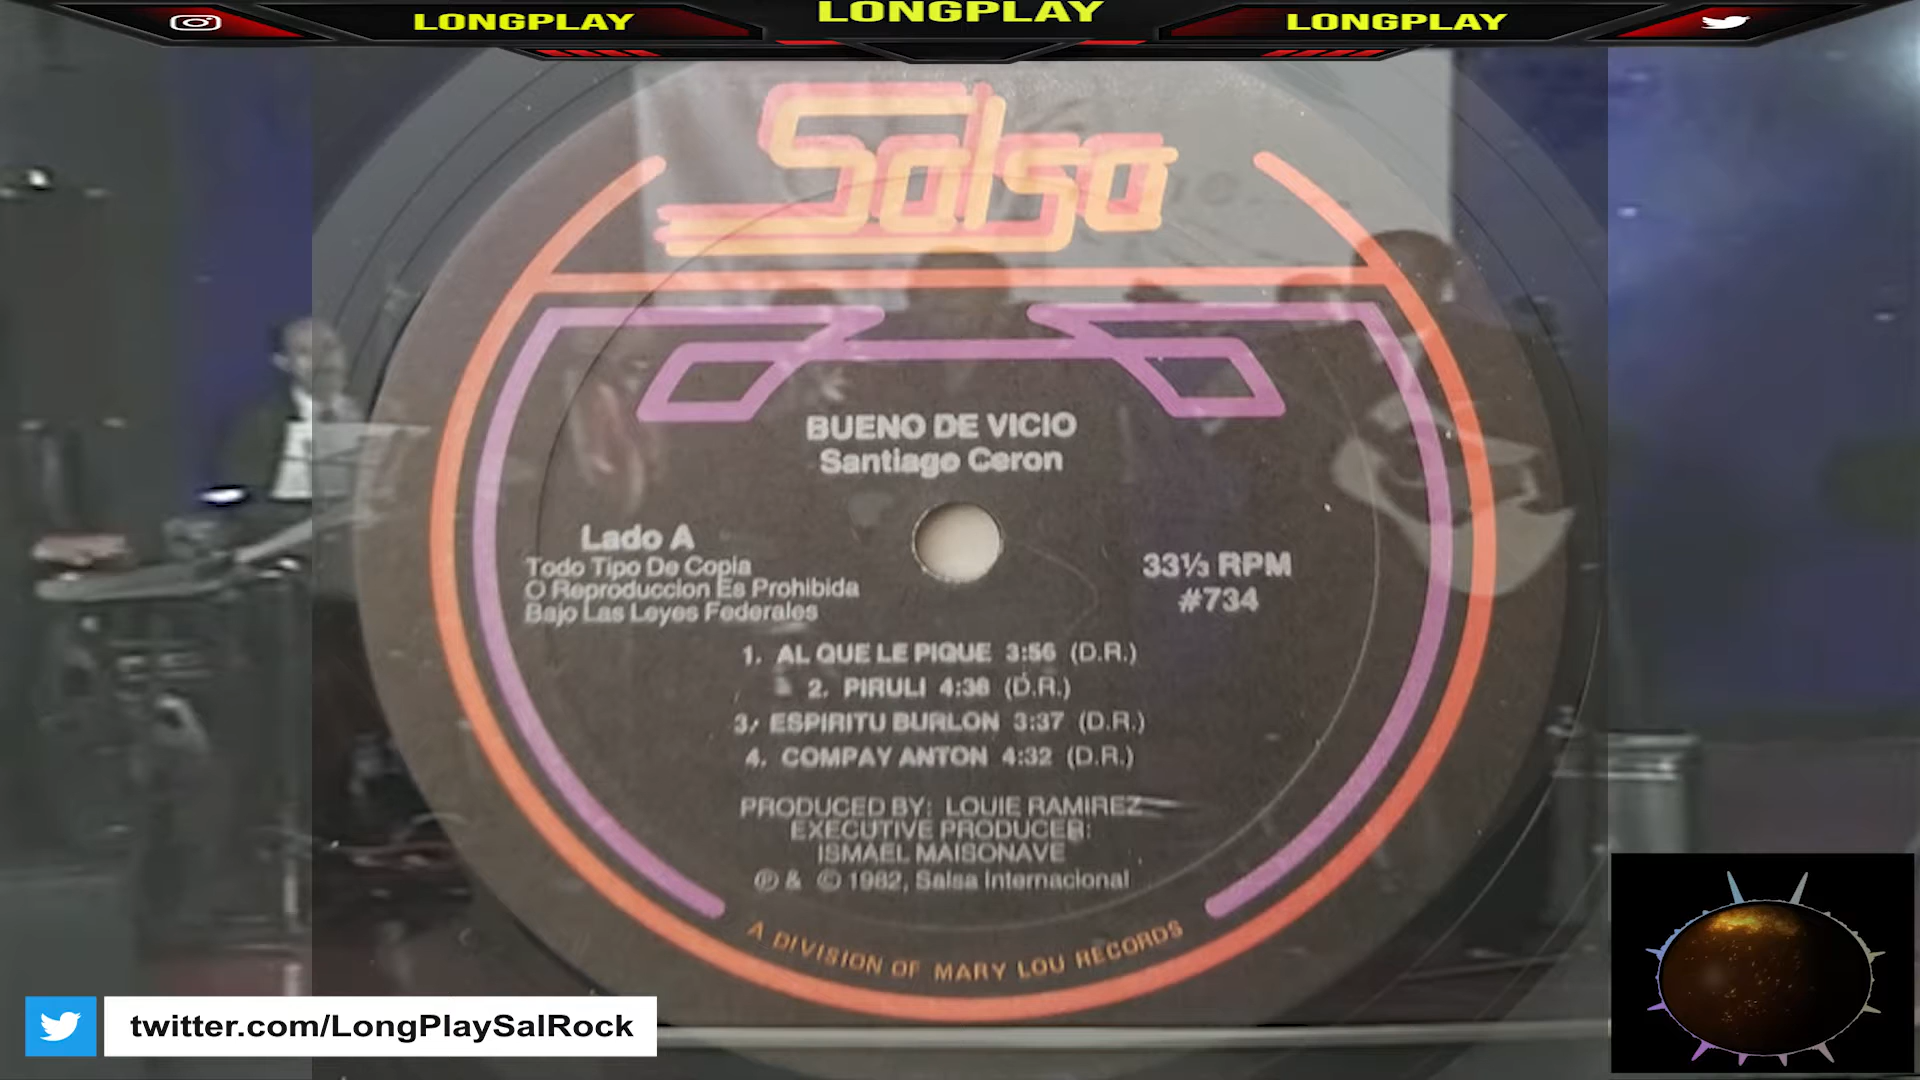 LONGPLAY
LONGPLAY
LONGPLAY
Salsa
BUENO DE VICIO
Santiago Ceron
Lado A
Todo Tipo De Copia
O Reproduccion Es Prohibida
Bajo Las Leyes Federales
33⅓ RPM
#734
1. AL QUE LE PIQUE 3:56 (D.R.)
2. PIRULI 4:38 (D.R.)
3. ESPIRITU BURLON 3:37 (D.R.)
4. COMPAY ANTON 4:32 (D.R.)
PRODUCED BY: LOUIE RAMIREZ
EXECUTIVE PRODUCER:
ISMAEL MAISONAVE
℗ & © 1982, Salsa Internacional
A DIVISION OF MARY LOU RECORDS
twitter.com/LongPlaySalRock